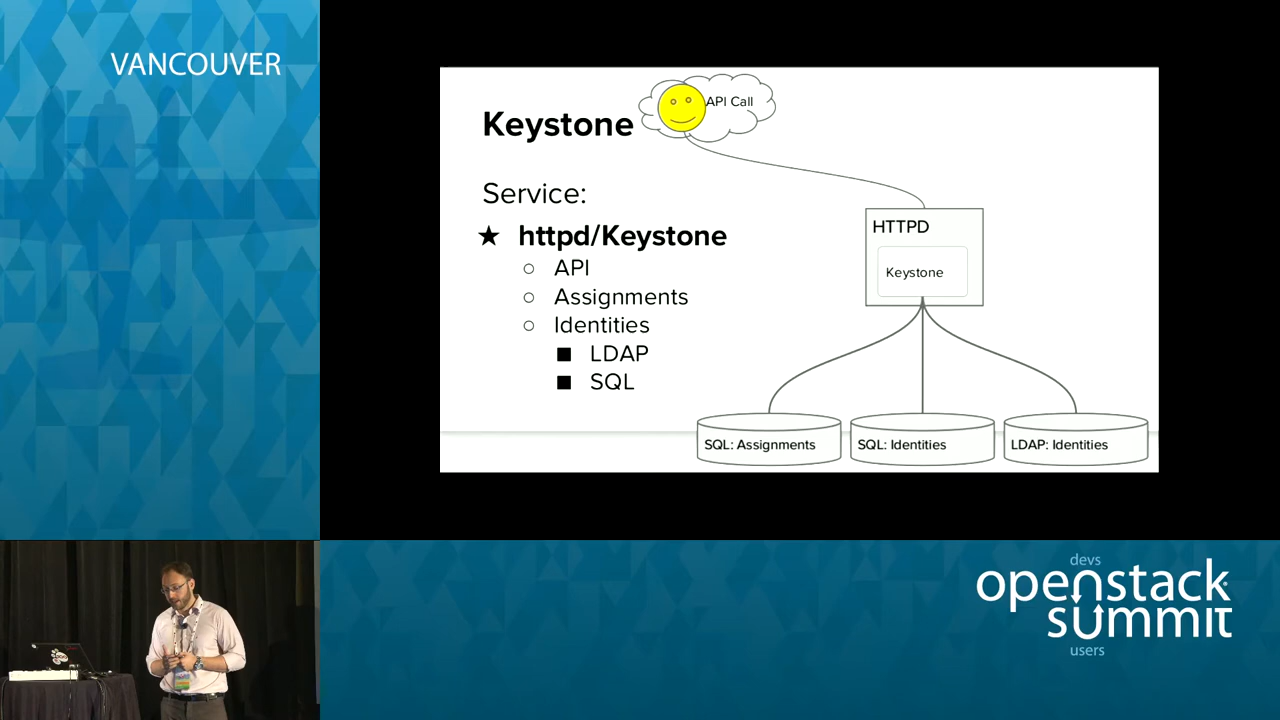 VANCOUVER
Keystone
API Call
Service:
★ httpd/Keystone
○ API
○ Assignments
○ Identities
■ LDAP
■ SQL
HTTPD
Keystone
SQL: Assignments
SQL: Identities
LDAP: Identities
devs
openstack
summit
users